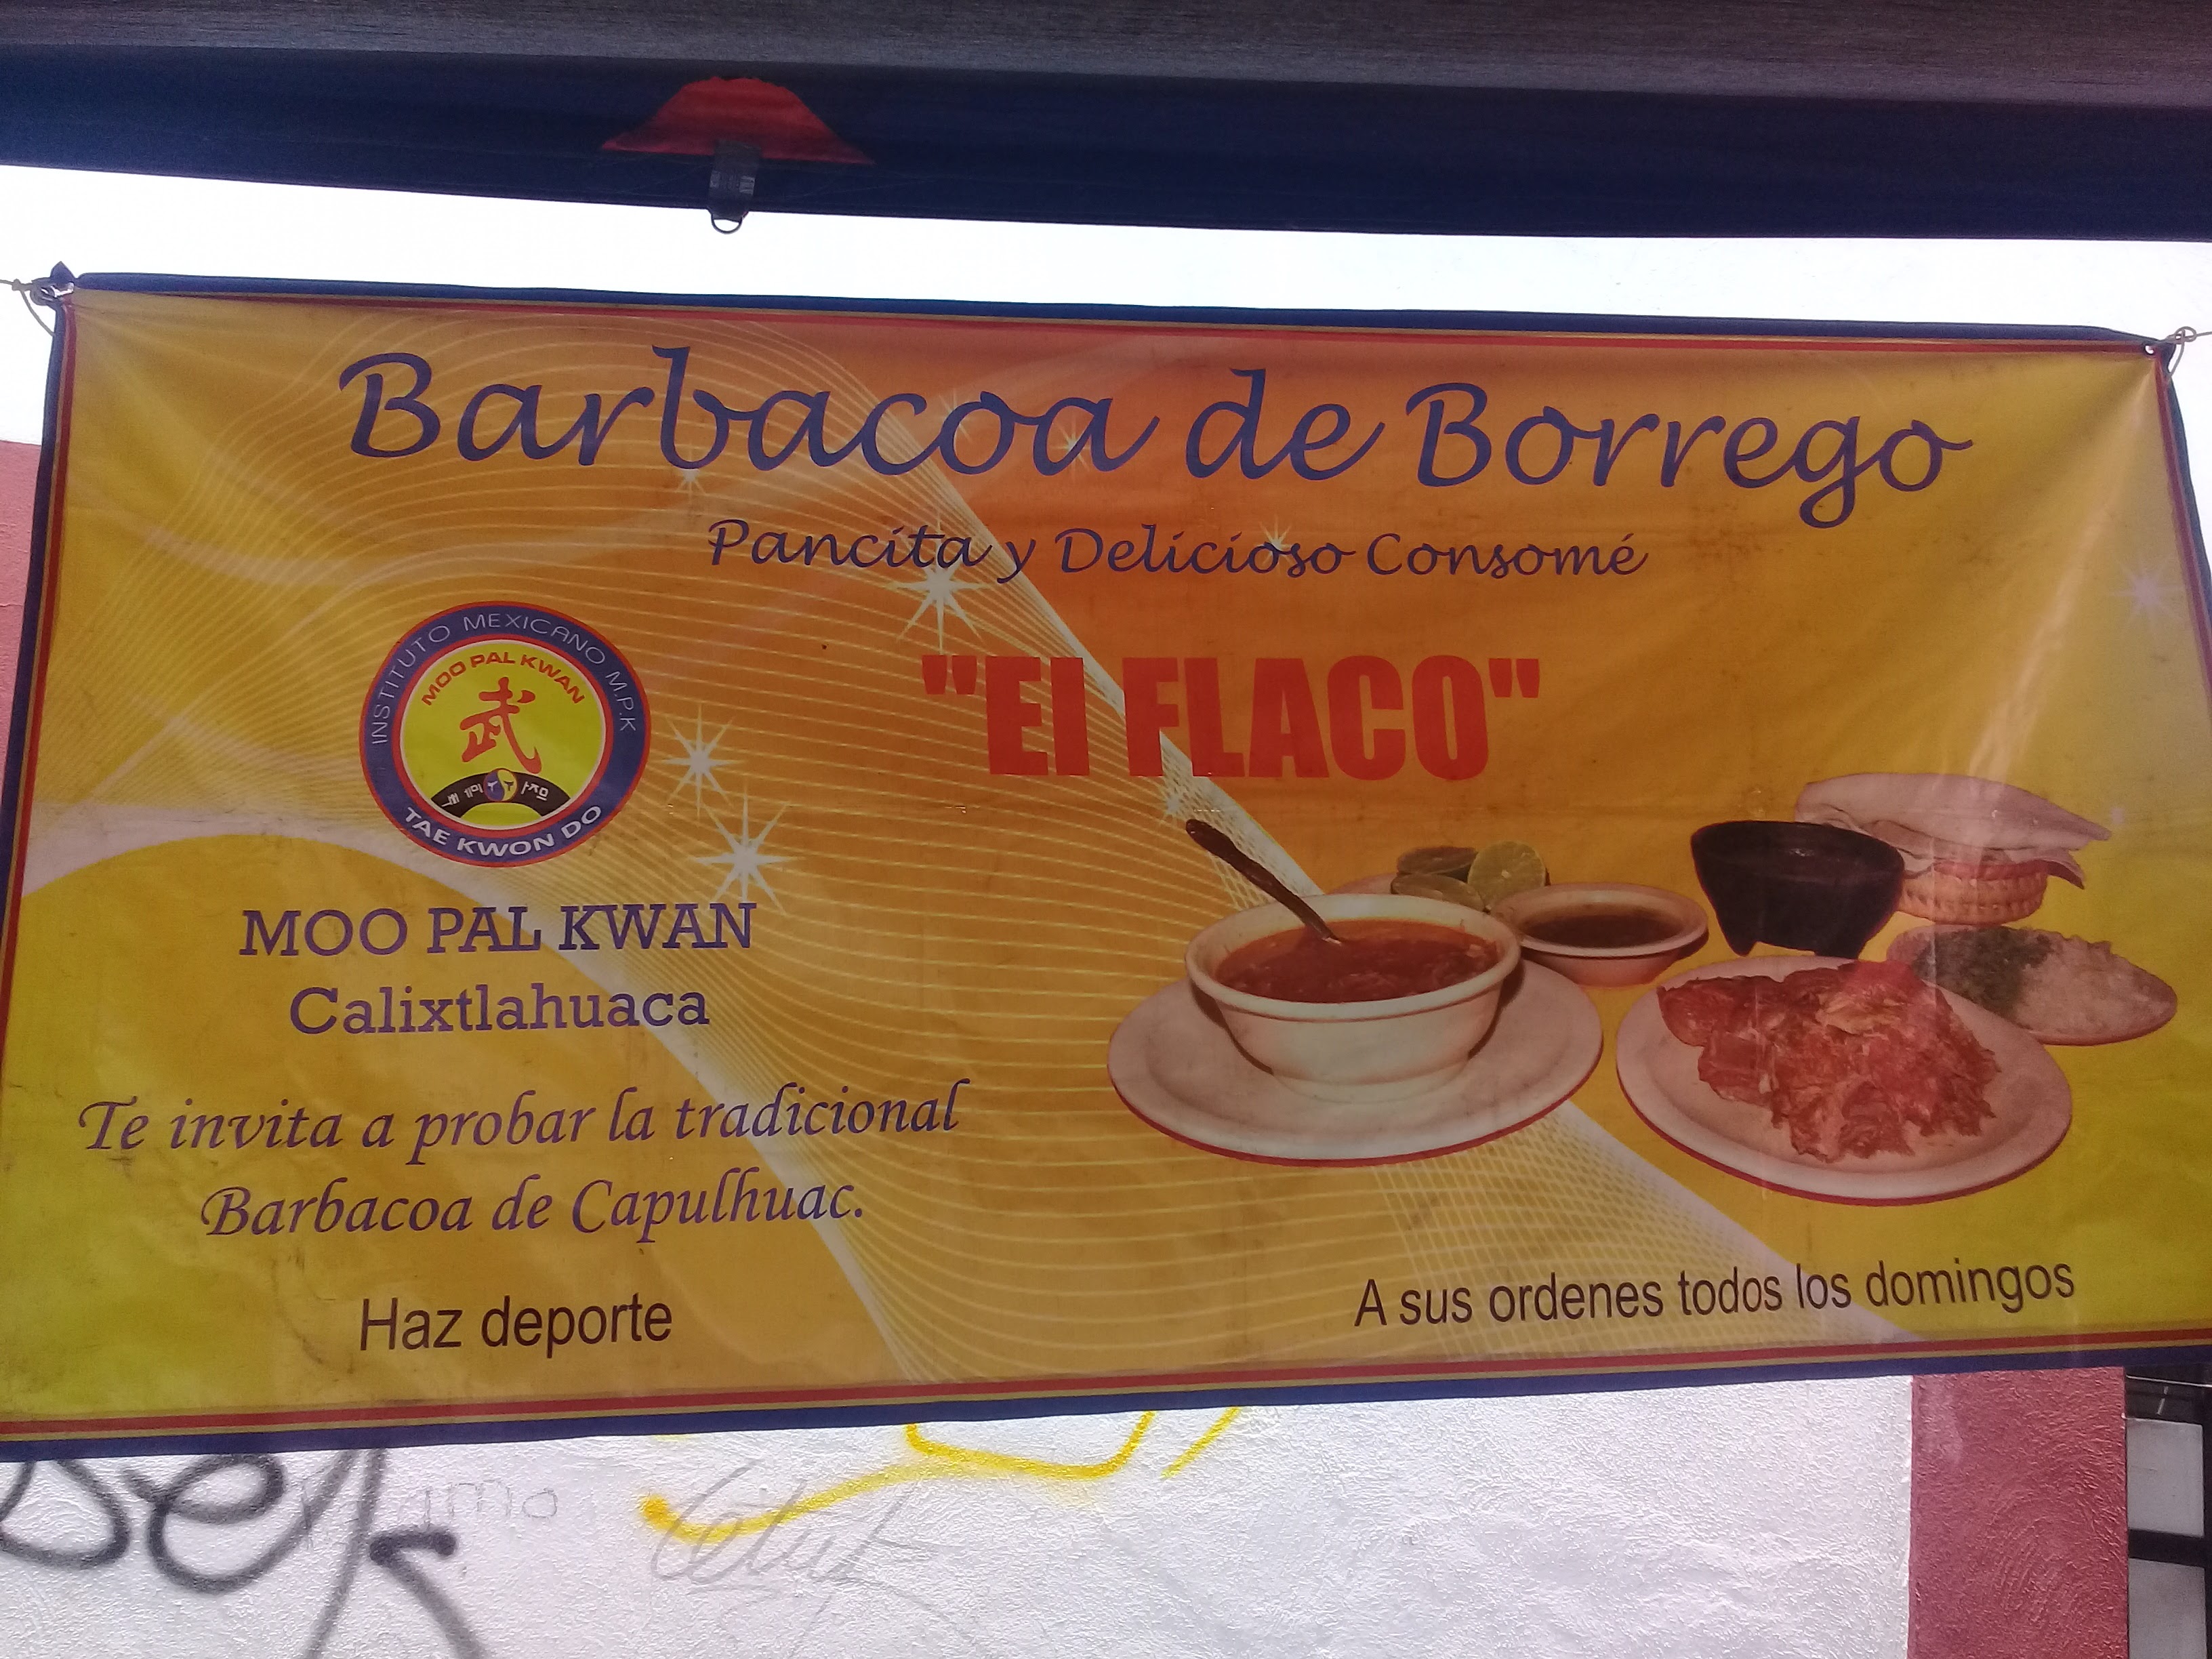 Barbacoa de Borrego
Pancita y Delicioso Consomé
"El FLACO"
INSTITUTO MEXICANO M.P.K
MOO PAL KWAN
武
TAE KWON DO
MOO PAL KWAN
Calixtlahuaca
Te invita a probar la tradicional
Barbacoa de Capulhuac.
Haz deporte
A sus ordenes todos los domingos